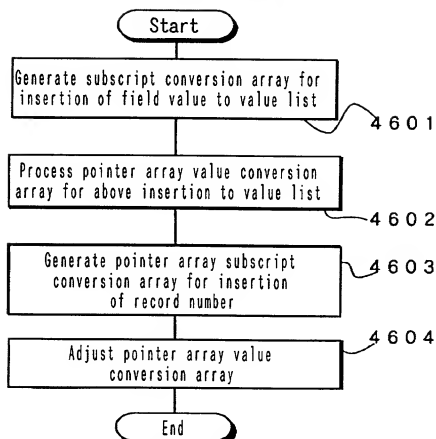 Start
Generate subscript conversion array for
insertion of field value to value list
4601
Process pointer array value conversion
array for above insertion to value list
4602
Generate pointer array subscript
conversion array for insertion
of record number
4603
Adjust pointer array value
conversion array
4604
End